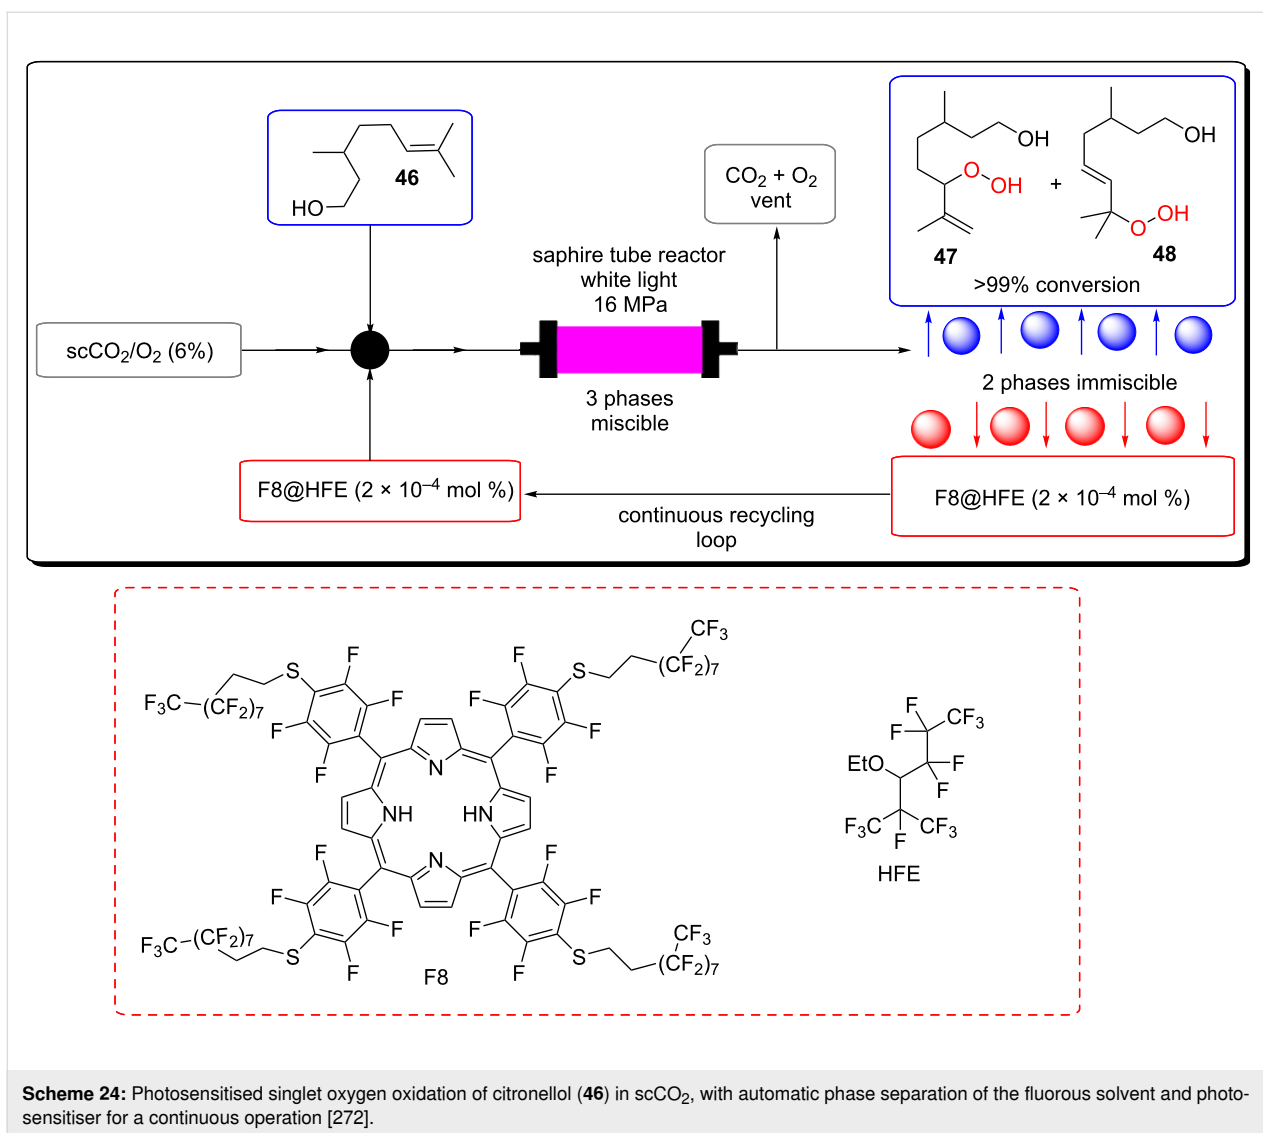 46
HO
scCO2/O2 (6%)
F8@HFE (2 × 10–4 mol %)
saphire tube reactor
white light
16 MPa
3 phases
miscible
CO2 + O2
vent
OH
O
OH
47
+
OH
O
OH
48
>99% conversion
2 phases immiscible
F8@HFE (2 × 10–4 mol %)
continuous recycling
loop
CF3
(CF2)7
S
F
F
F
F
S
F3C
(CF2)7
F
F
F
F
N
NH
HN
N
F
F
F
F
S
F3C
(CF2)7
F
F
F
F
S
CF3
(CF2)7
F8
F
F
CF3
EtO
F
F
F3C
F
CF3
HFE
Scheme 24: Photosensitised singlet oxygen oxidation of citronellol (46) in scCO2, with automatic phase separation of the fluorous solvent and photo-
sensitiser for a continuous operation [272].